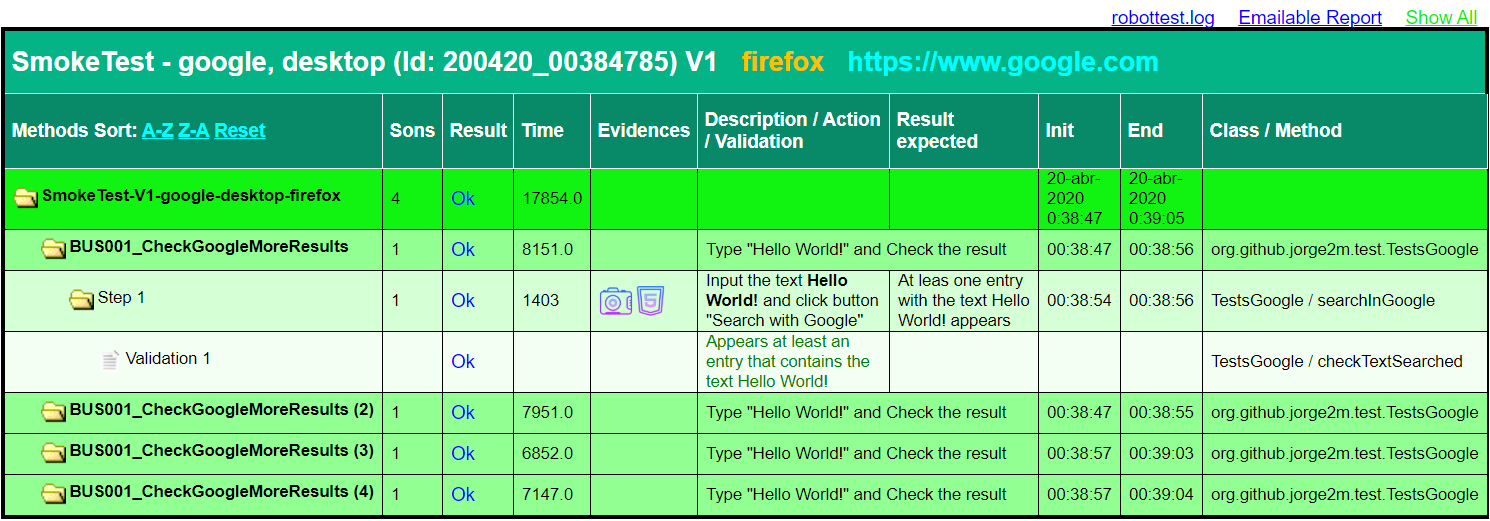 robottest.log Emailable Report Show All
SmokeTest - google, desktop (Id: 200420_00384785) V1 firefox https://www.google.com
Methods Sort: A-Z Z-A Reset Sons Result Time Evidences Description / Action / Validation Result expected Init End Class / Method
SmokeTest-V1-google-desktop-firefox 4 Ok 17854.0 20-abr-2020 0:38:47 20-abr-2020 0:39:05
BUS001_CheckGoogleMoreResults 1 Ok 8151.0 Type "Hello World!" and Check the result 00:38:47 00:38:56 org.github.jorge2m.test.TestsGoogle
Step 1 1 Ok 1403 Input the text Hello World! and click button "Search with Google" At leas one entry with the text Hello World! appears 00:38:54 00:38:56 TestsGoogle / searchInGoogle
Validation 1 Ok Appears at least an entry that contains the text Hello World! TestsGoogle / checkTextSearched
BUS001_CheckGoogleMoreResults (2) 1 Ok 7951.0 Type "Hello World!" and Check the result 00:38:47 00:38:55 org.github.jorge2m.test.TestsGoogle
BUS001_CheckGoogleMoreResults (3) 1 Ok 6852.0 Type "Hello World!" and Check the result 00:38:57 00:39:03 org.github.jorge2m.test.TestsGoogle
BUS001_CheckGoogleMoreResults (4) 1 Ok 7147.0 Type "Hello World!" and Check the result 00:38:57 00:39:04 org.github.jorge2m.test.TestsGoogle